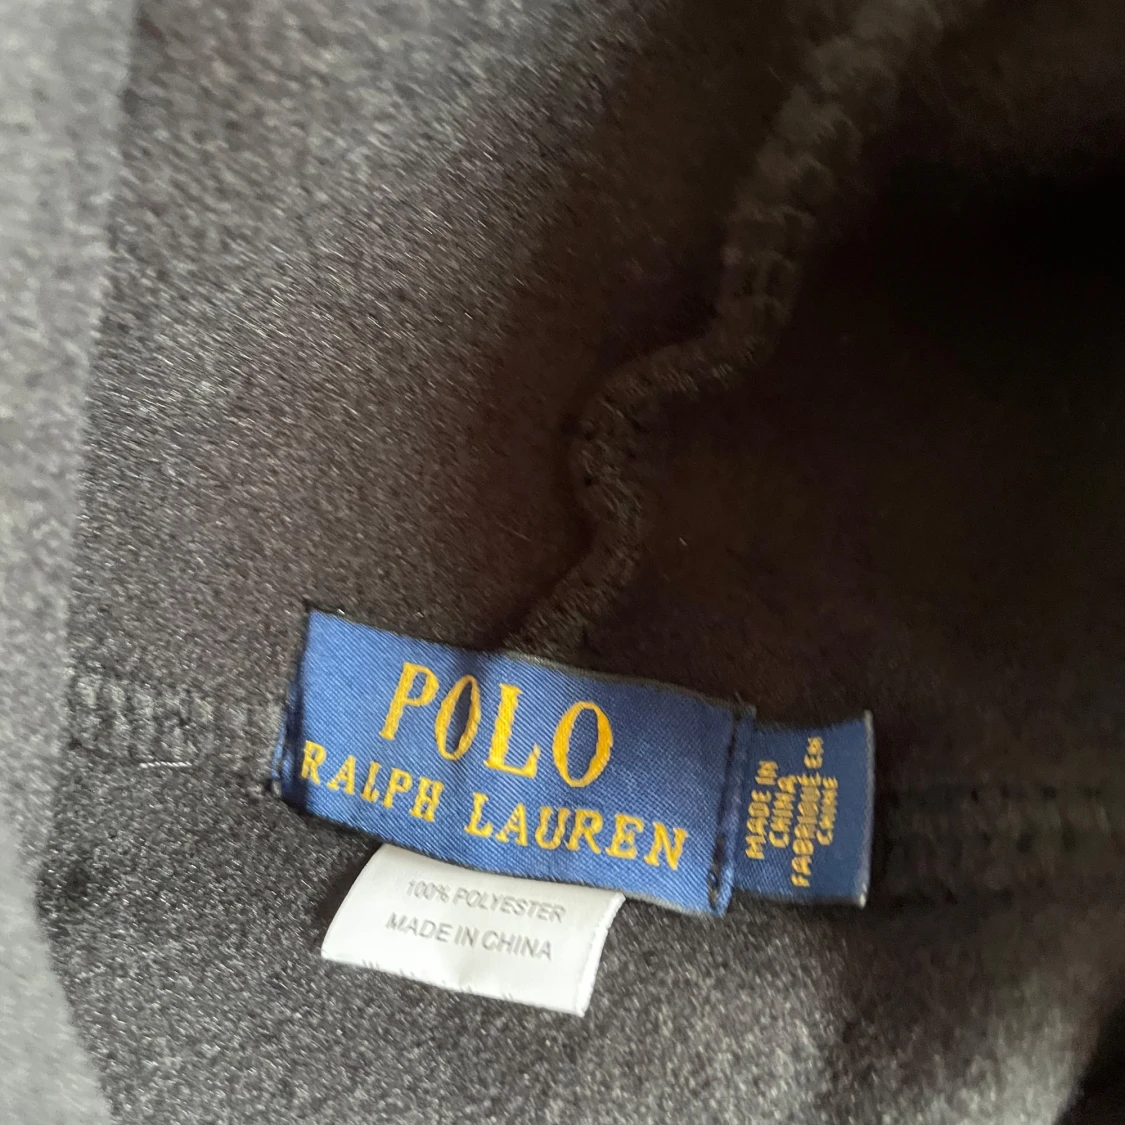 POLO
RALPH LAUREN
MADE IN
CHINA
FABRIQUÉ EN
CHINE
100% POLYESTER
MADE IN CHINA